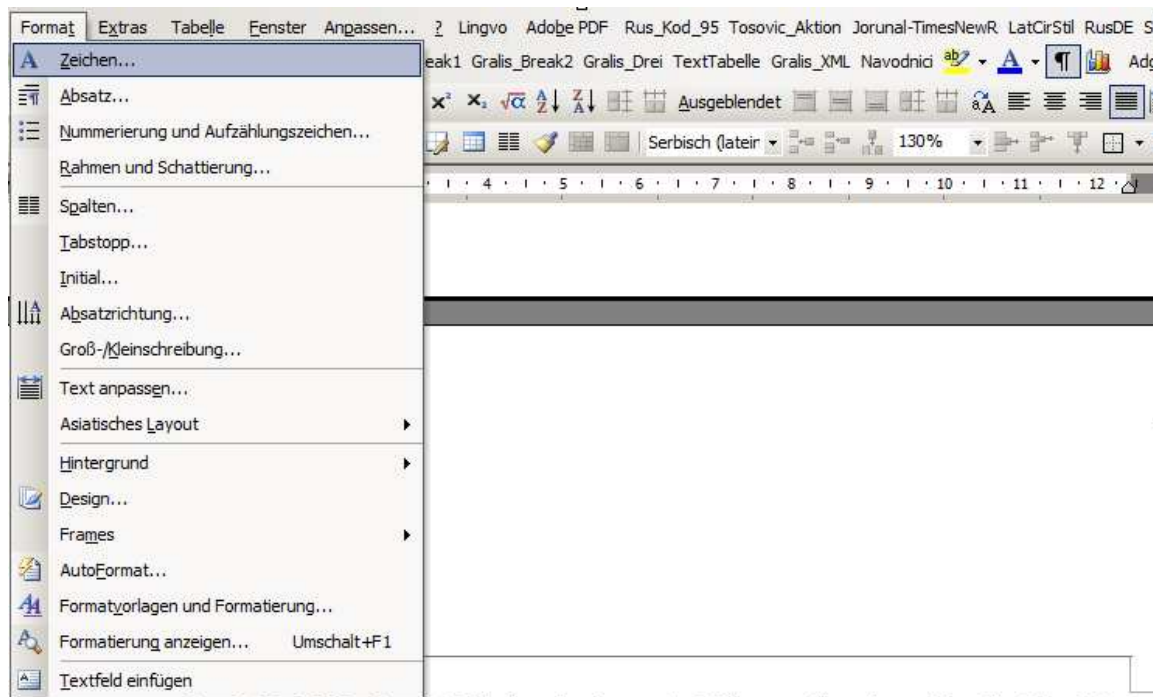 Format Extras Tabelle Fenster Anpassen... ? Lingvo Adobe PDF Rus_Kod_95 Tosovic_Aktion Jorunal-TimesNewR LatCirStil RusDE S
Zeichen... eak1 Gralis_Break2 Gralis_Drei TextTabelle Gralis_XML Navodnici Adg
Absatz... Ausgeblendet
Nummerierung und Aufzählungszeichen... Serbisch (lateir 130%
Rahmen und Schattierung...
4 5 6 7 8 9 10 11 12
Spalten...
Tabstopp...
Initial...
Absatzrichtung...
Groß-/Kleinschreibung...
Text anpassen...
Asiatisches Layout
Hintergrund
Design...
Frames
AutoFormat...
Formatvorlagen und Formatierung...
Formatierung anzeigen... Umschalt+F1
Textfeld einfügen